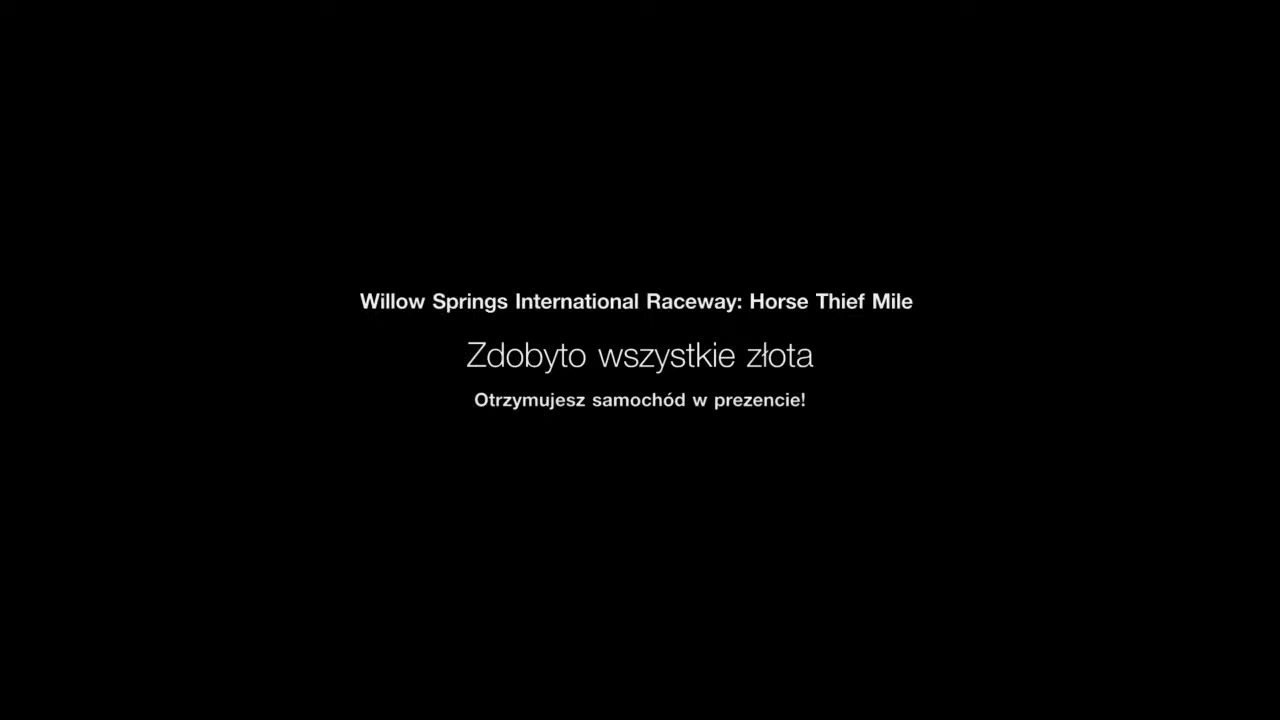 Willow Springs International Raceway: Horse Thief Mile
Zdobyto wszystkie złota
Otrzymujesz samochód w prezencie!